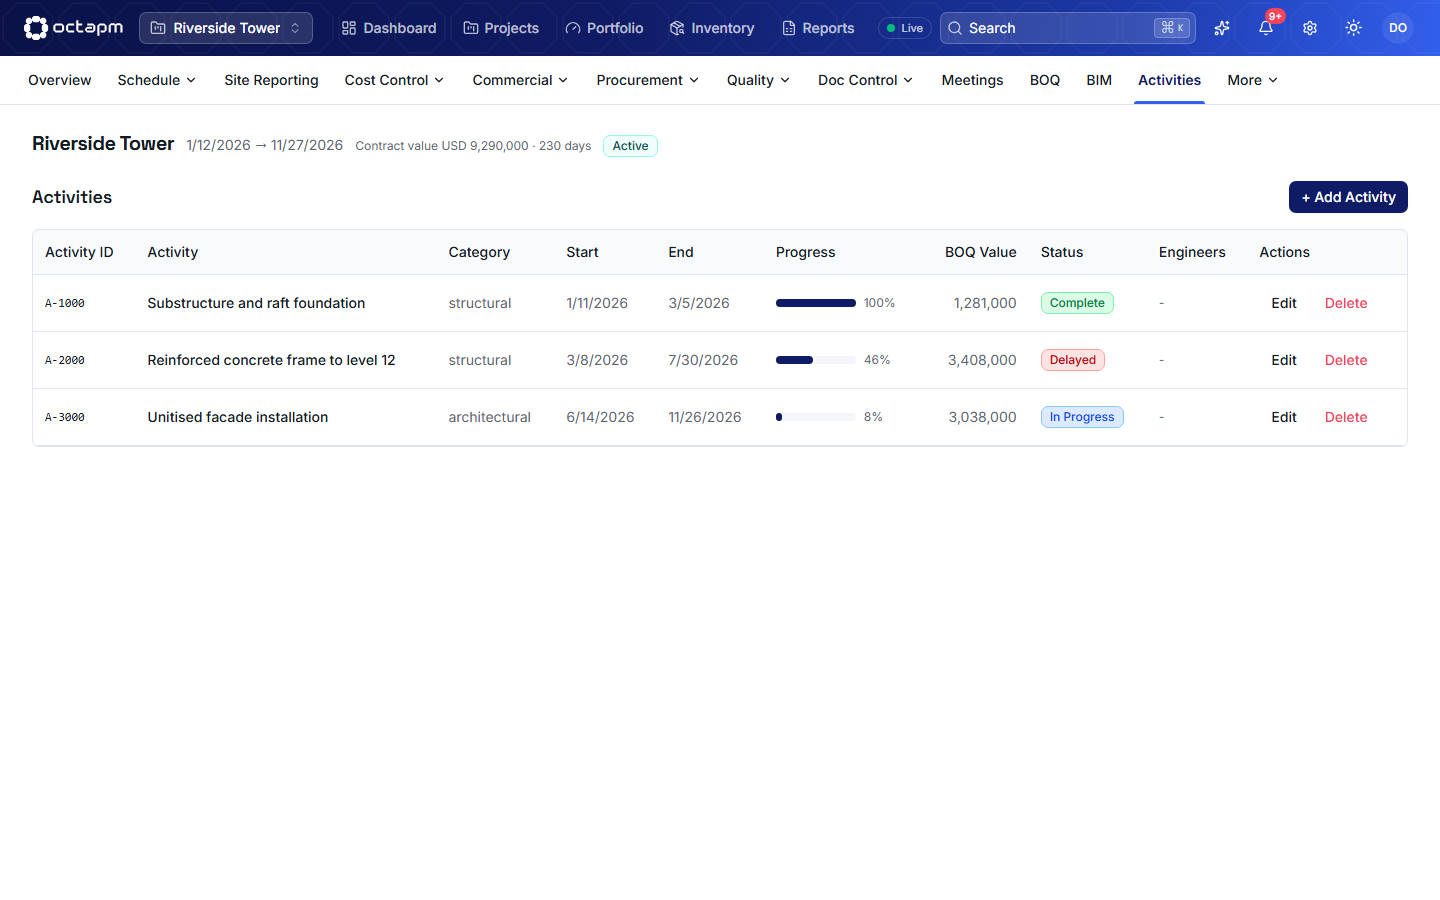 octapm Riverside Tower Dashboard Projects Portfolio Inventory Reports Live Search ⌘ K 9+ DO
Overview Schedule Site Reporting Cost Control Commercial Procurement Quality Doc Control Meetings BOQ BIM Activities More
Riverside Tower 1/12/2026 → 11/27/2026 Contract value USD 9,290,000 · 230 days Active
Activities + Add Activity
Activity ID Activity Category Start End Progress BOQ Value Status Engineers Actions
A-1000 Substructure and raft foundation structural 1/11/2026 3/5/2026 100% 1,281,000 Complete - Edit Delete
A-2000 Reinforced concrete frame to level 12 structural 3/8/2026 7/30/2026 46% 3,408,000 Delayed - Edit Delete
A-3000 Unitised facade installation architectural 6/14/2026 11/26/2026 8% 3,038,000 In Progress - Edit Delete